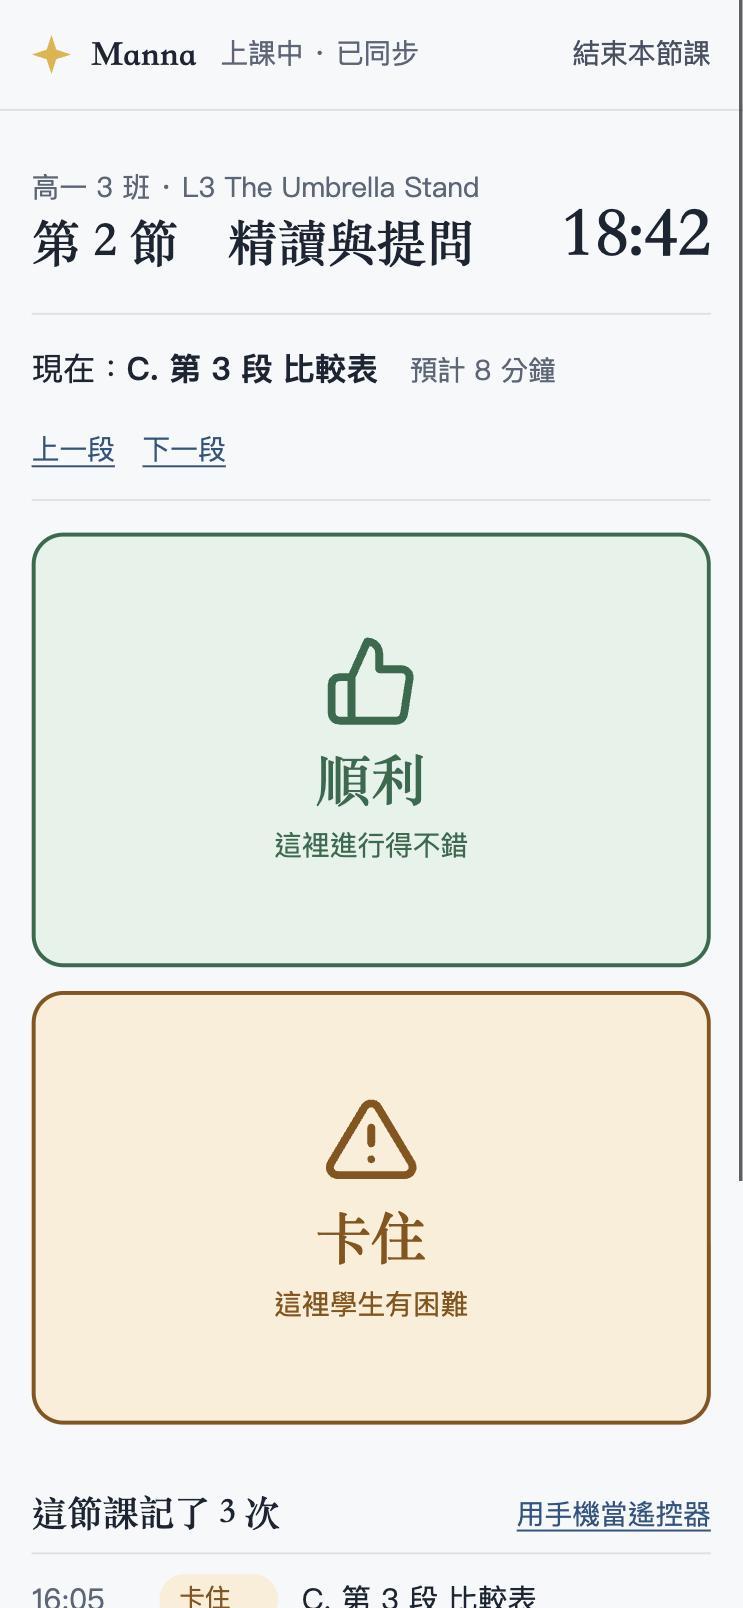 Manna 上課中 · 已同步 結束本節課
高一 3 班 · L3 The Umbrella Stand
第 2 節 精讀與提問 18:42
現在：C. 第 3 段 比較表 預計 8 分鐘
上一段 下一段
順利
這裡進行得不錯
卡住
這裡學生有困難
這節課記了 3 次 用手機當遙控器
16:05 卡住 C. 第 3 段 比較表